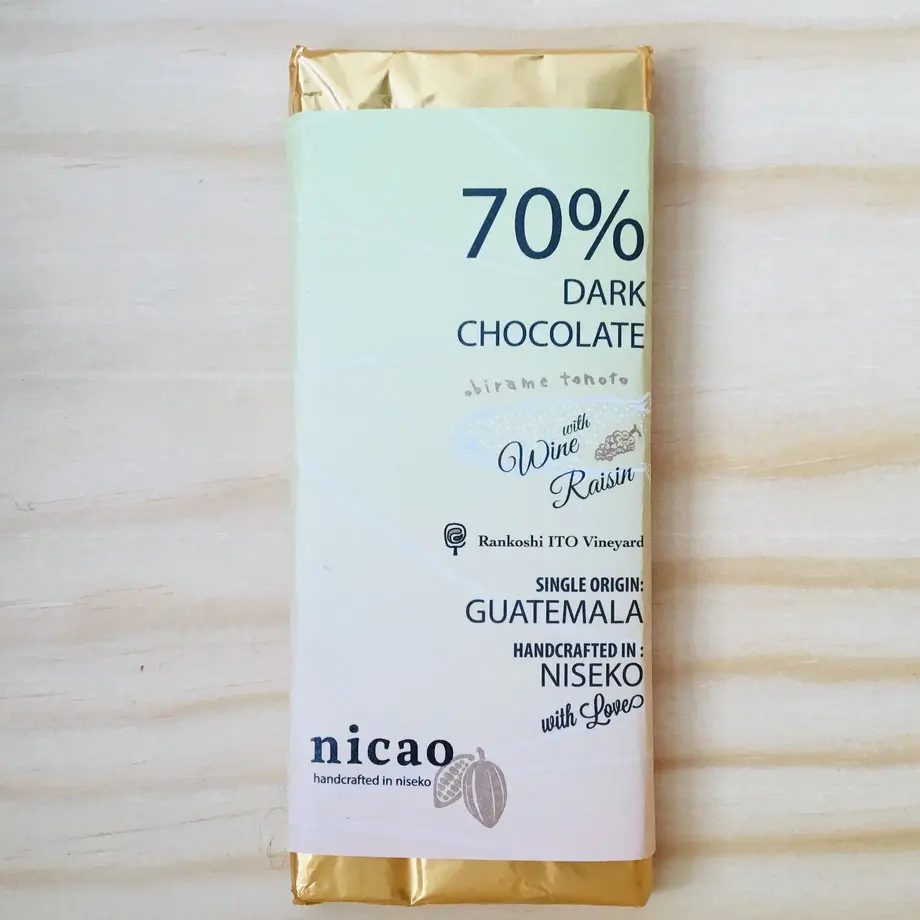 70%
DARK
CHOCOLATE
birame tonoto
with
Wine
Raisin
Rankoshi ITO Vineyard
SINGLE ORIGIN:
GUATEMALA
HANDCRAFTED IN :
NISEKO
with Love
nicao
handcrafted in niseko